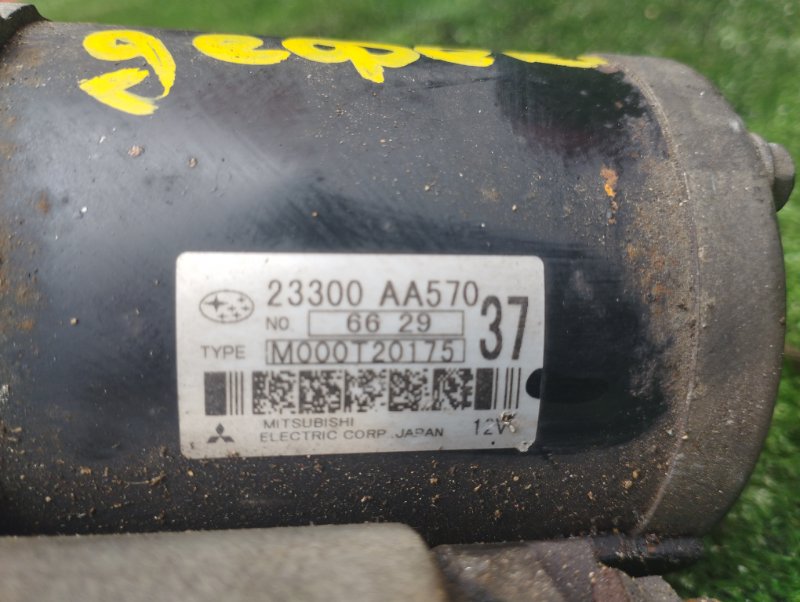 23300 AA570
37
NO. 66 29
TYPE M000T20175
MITSUBISHI
ELECTRIC CORP. JAPAN 12V